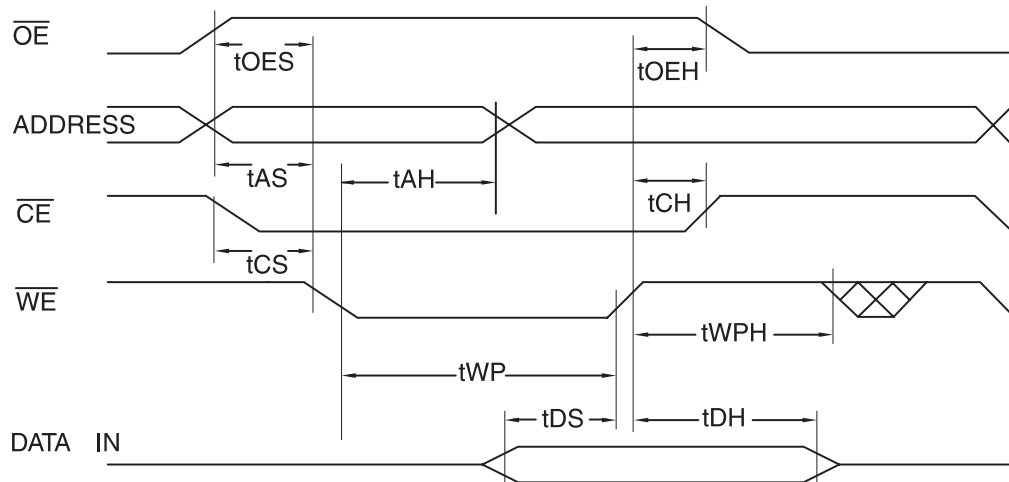 OE
tOES
tOEH
ADDRESS
tAS
tAH
tCH
CE
tCS
WE
tWPH
tWP
tDS
tDH
DATA IN